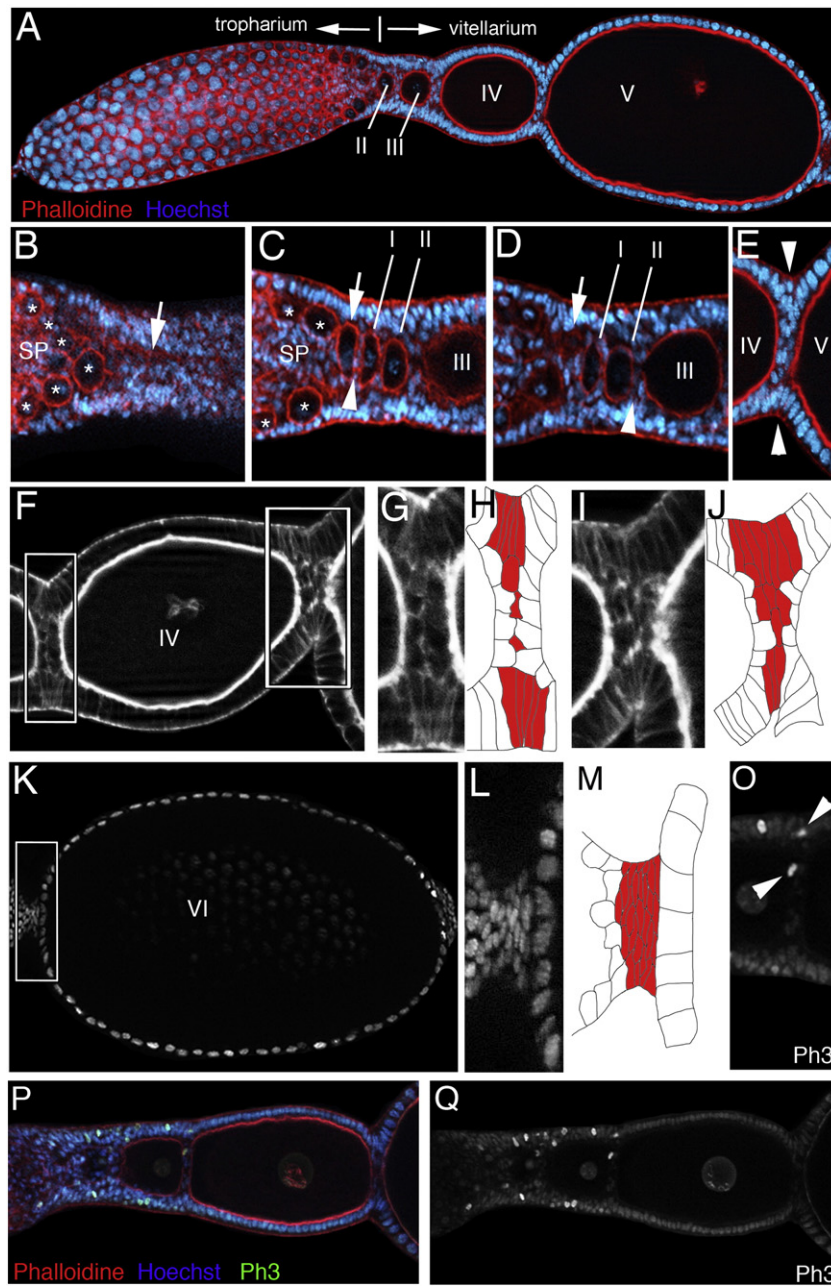 A
tropharium
vitellarium
II
III
IV
V
Phalloidine Hoechst
B
SP
*
*
*
*
*
*
*
C
I
II
SP
III
*
*
*
*
D
I
II
III
E
IV
V
F
IV
G
H
I
J
K
VI
L
M
O
Ph3
P
Phalloidine Hoechst Ph3
Q
Ph3